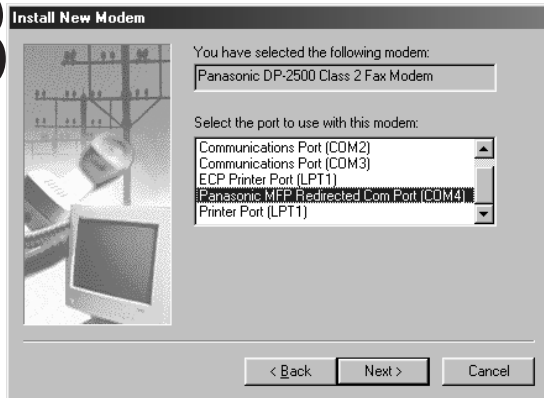 Install New Modem
You have selected the following modem:
Panasonic DP-2500 Class 2 Fax Modem
Select the port to use with this modem:
Communications Port (COM2)
Communications Port (COM3)
ECP Printer Port (LPT1)
Panasonic MFP Redirected Com Port (COM4)
Printer Port (LPT1)
< Back Next > Cancel